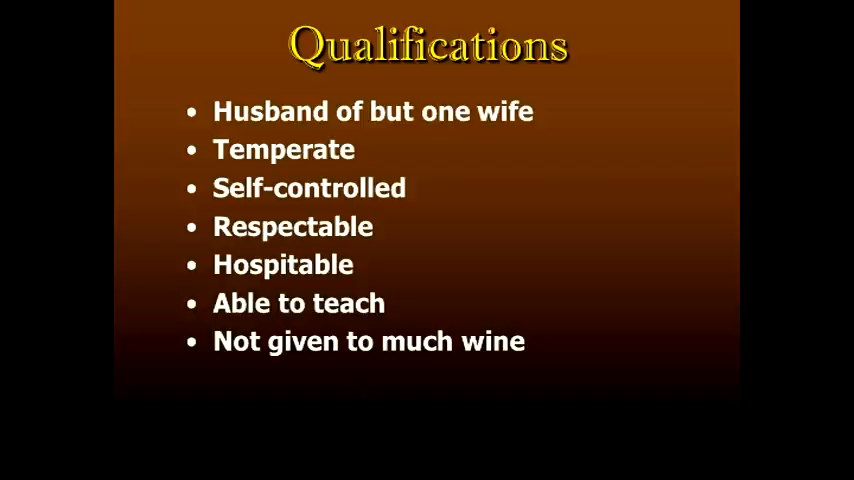 Qualifications
• Husband of but one wife
• Temperate
• Self-controlled
• Respectable
• Hospitable
• Able to teach
• Not given to much wine